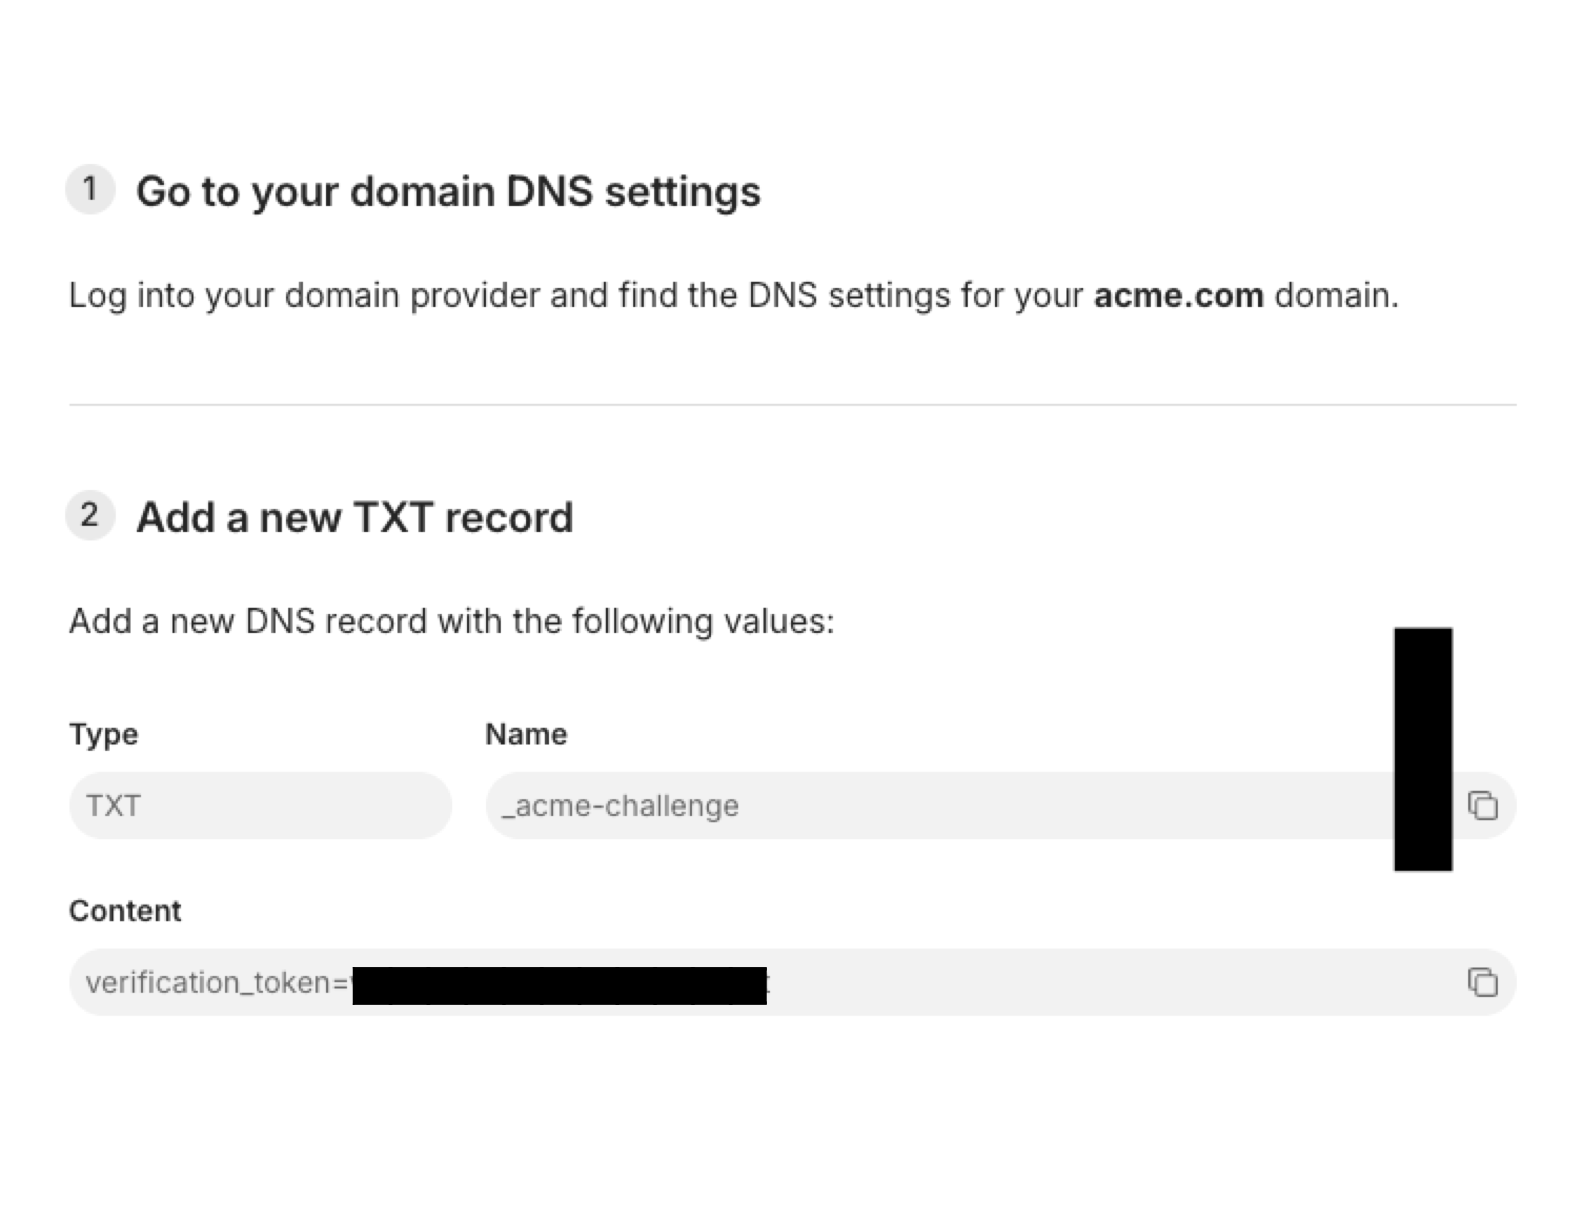 1 Go to your domain DNS settings
Log into your domain provider and find the DNS settings for your acme.com domain.
2 Add a new TXT record
Add a new DNS record with the following values:
Type Name
TXT _acme-challenge
Content
verification_token=